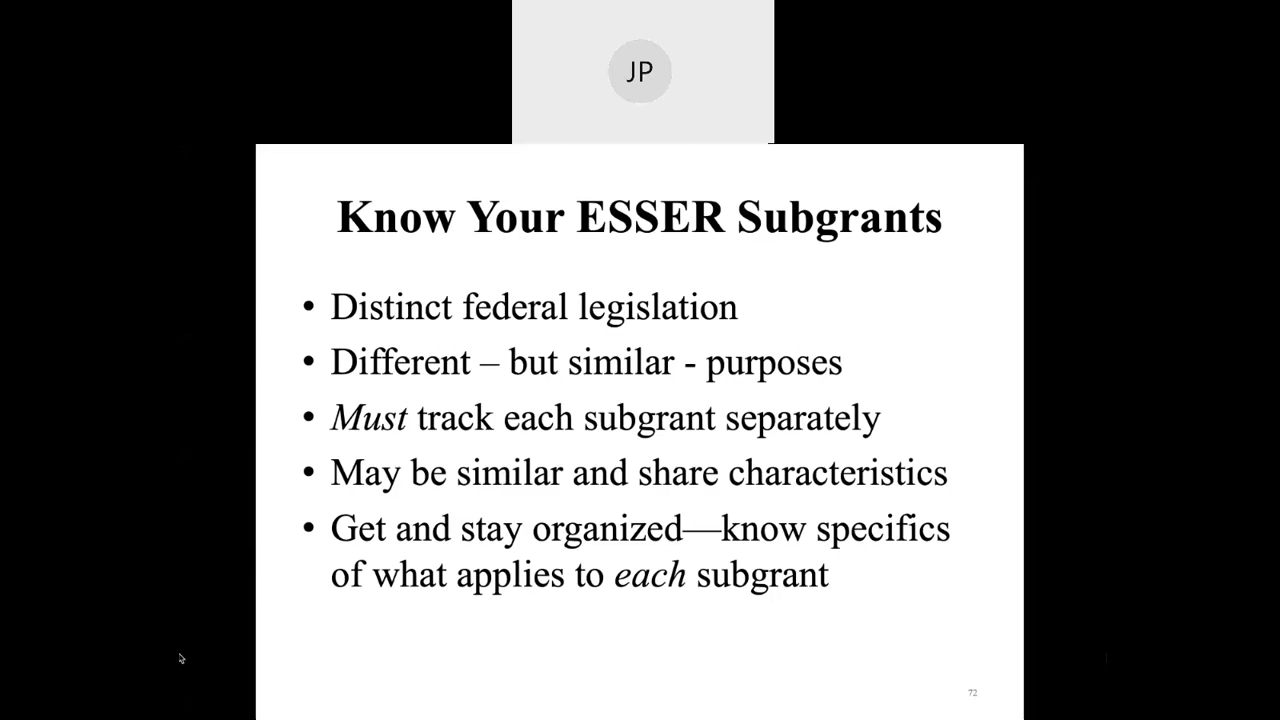 JP
Know Your ESSER Subgrants
• Distinct federal legislation
• Different – but similar - purposes
• Must track each subgrant separately
• May be similar and share characteristics
• Get and stay organized—know specifics
of what applies to each subgrant
72